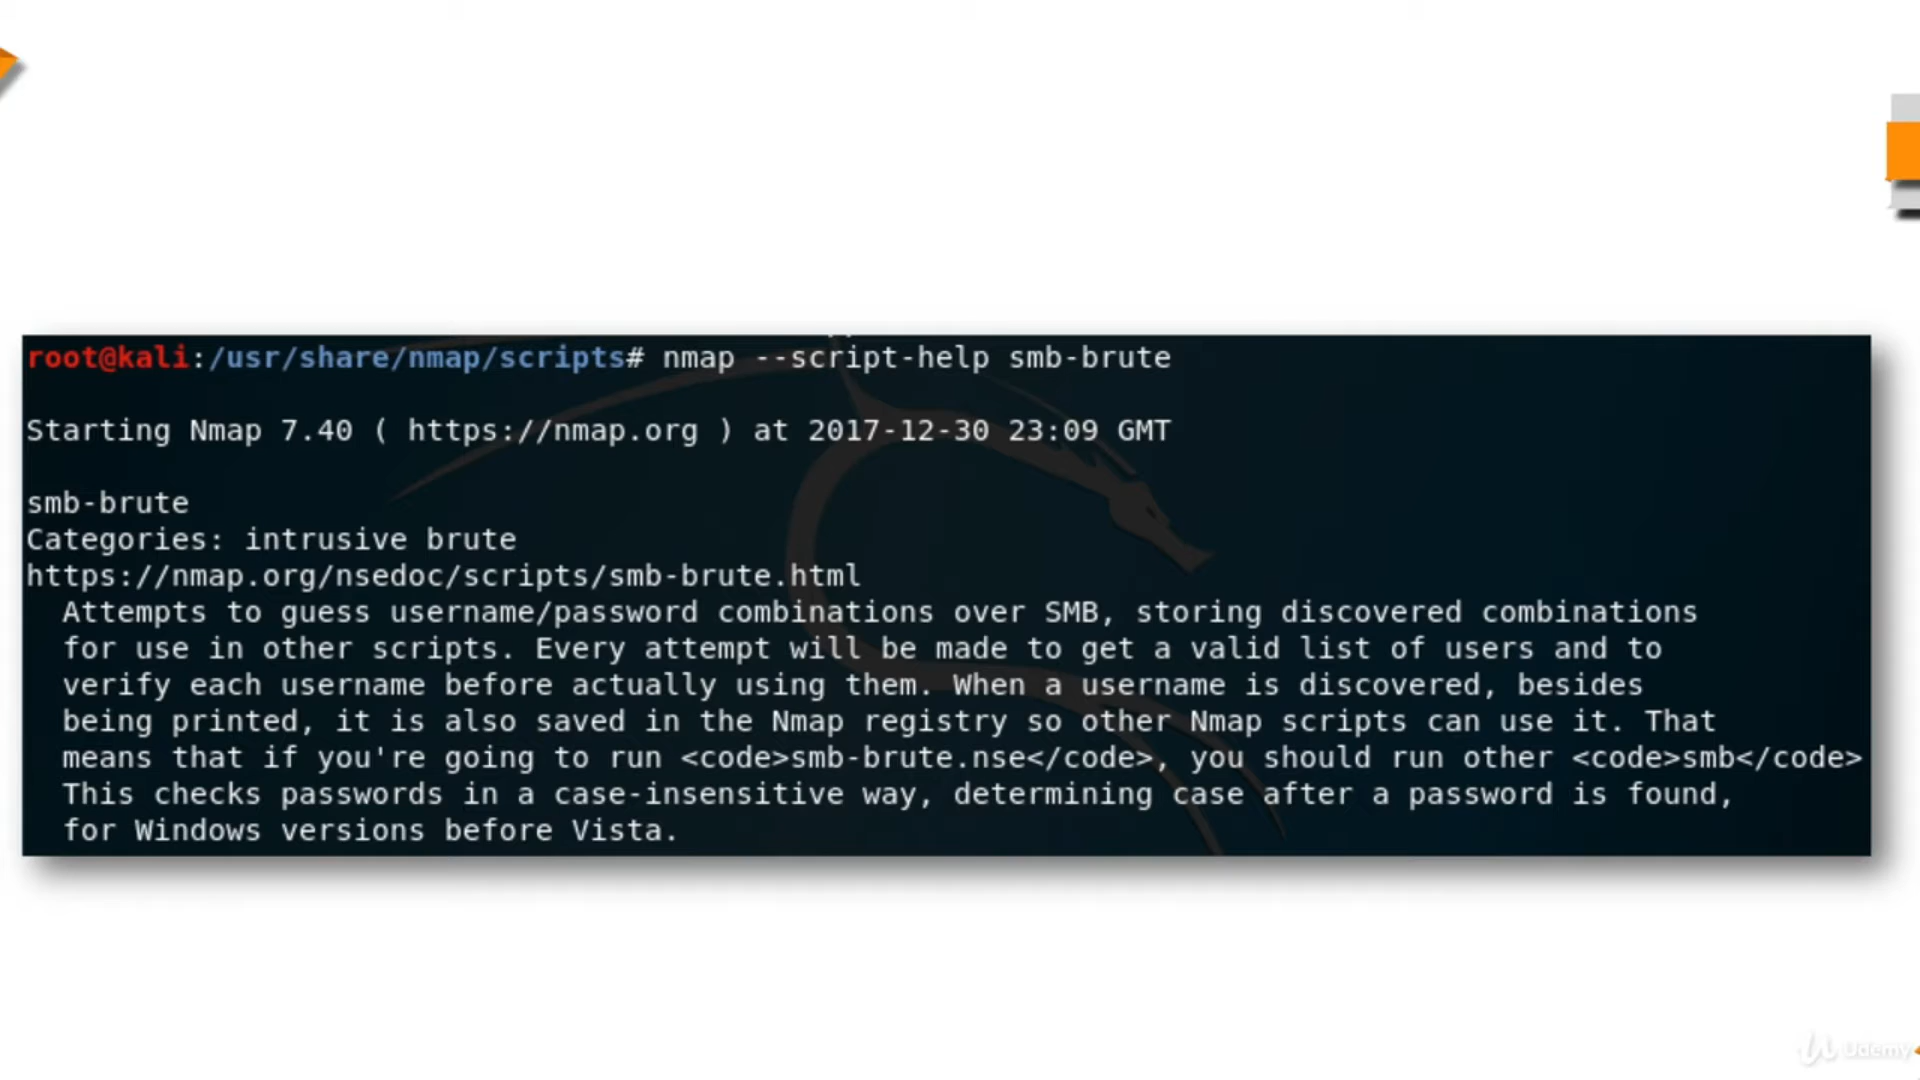 root@kali:/usr/share/nmap/scripts# nmap --script-help smb-brute
Starting Nmap 7.40 ( https://nmap.org ) at 2017-12-30 23:09 GMT
smb-brute
Categories: intrusive brute
https://nmap.org/nsedoc/scripts/smb-brute.html
Attempts to guess username/password combinations over SMB, storing discovered combinations
for use in other scripts. Every attempt will be made to get a valid list of users and to
verify each username before actually using them. When a username is discovered, besides
being printed, it is also saved in the Nmap registry so other Nmap scripts can use it. That
means that if you're going to run <code>smb-brute.nse</code>, you should run other <code>smb</code>
This checks passwords in a case-insensitive way, determining case after a password is found,
for Windows versions before Vista.
Udemy